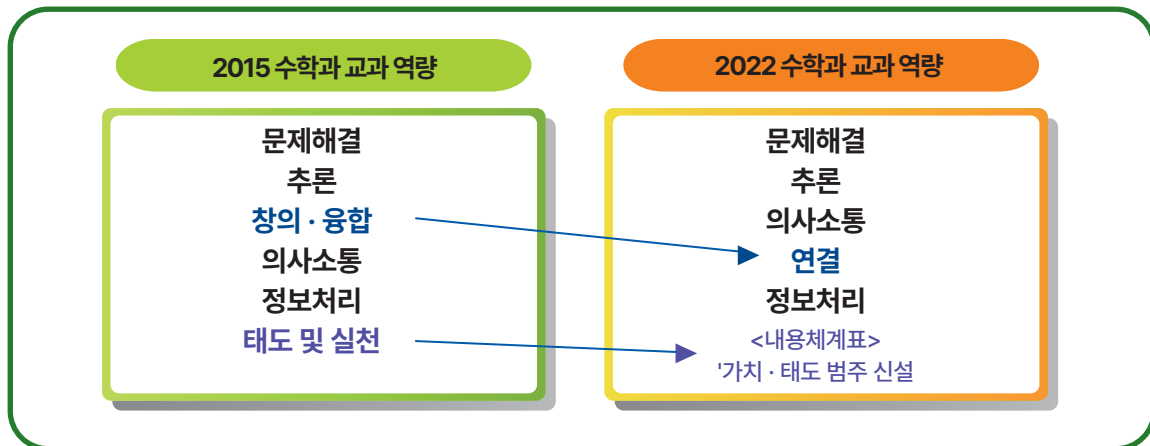 2015 수학과 교과 역량
문제해결
추론
창의 · 융합
의사소통
정보처리
태도 및 실천
2022 수학과 교과 역량
문제해결
추론
의사소통
연결
정보처리
<내용체계표>
'가치 · 태도 범주 신설